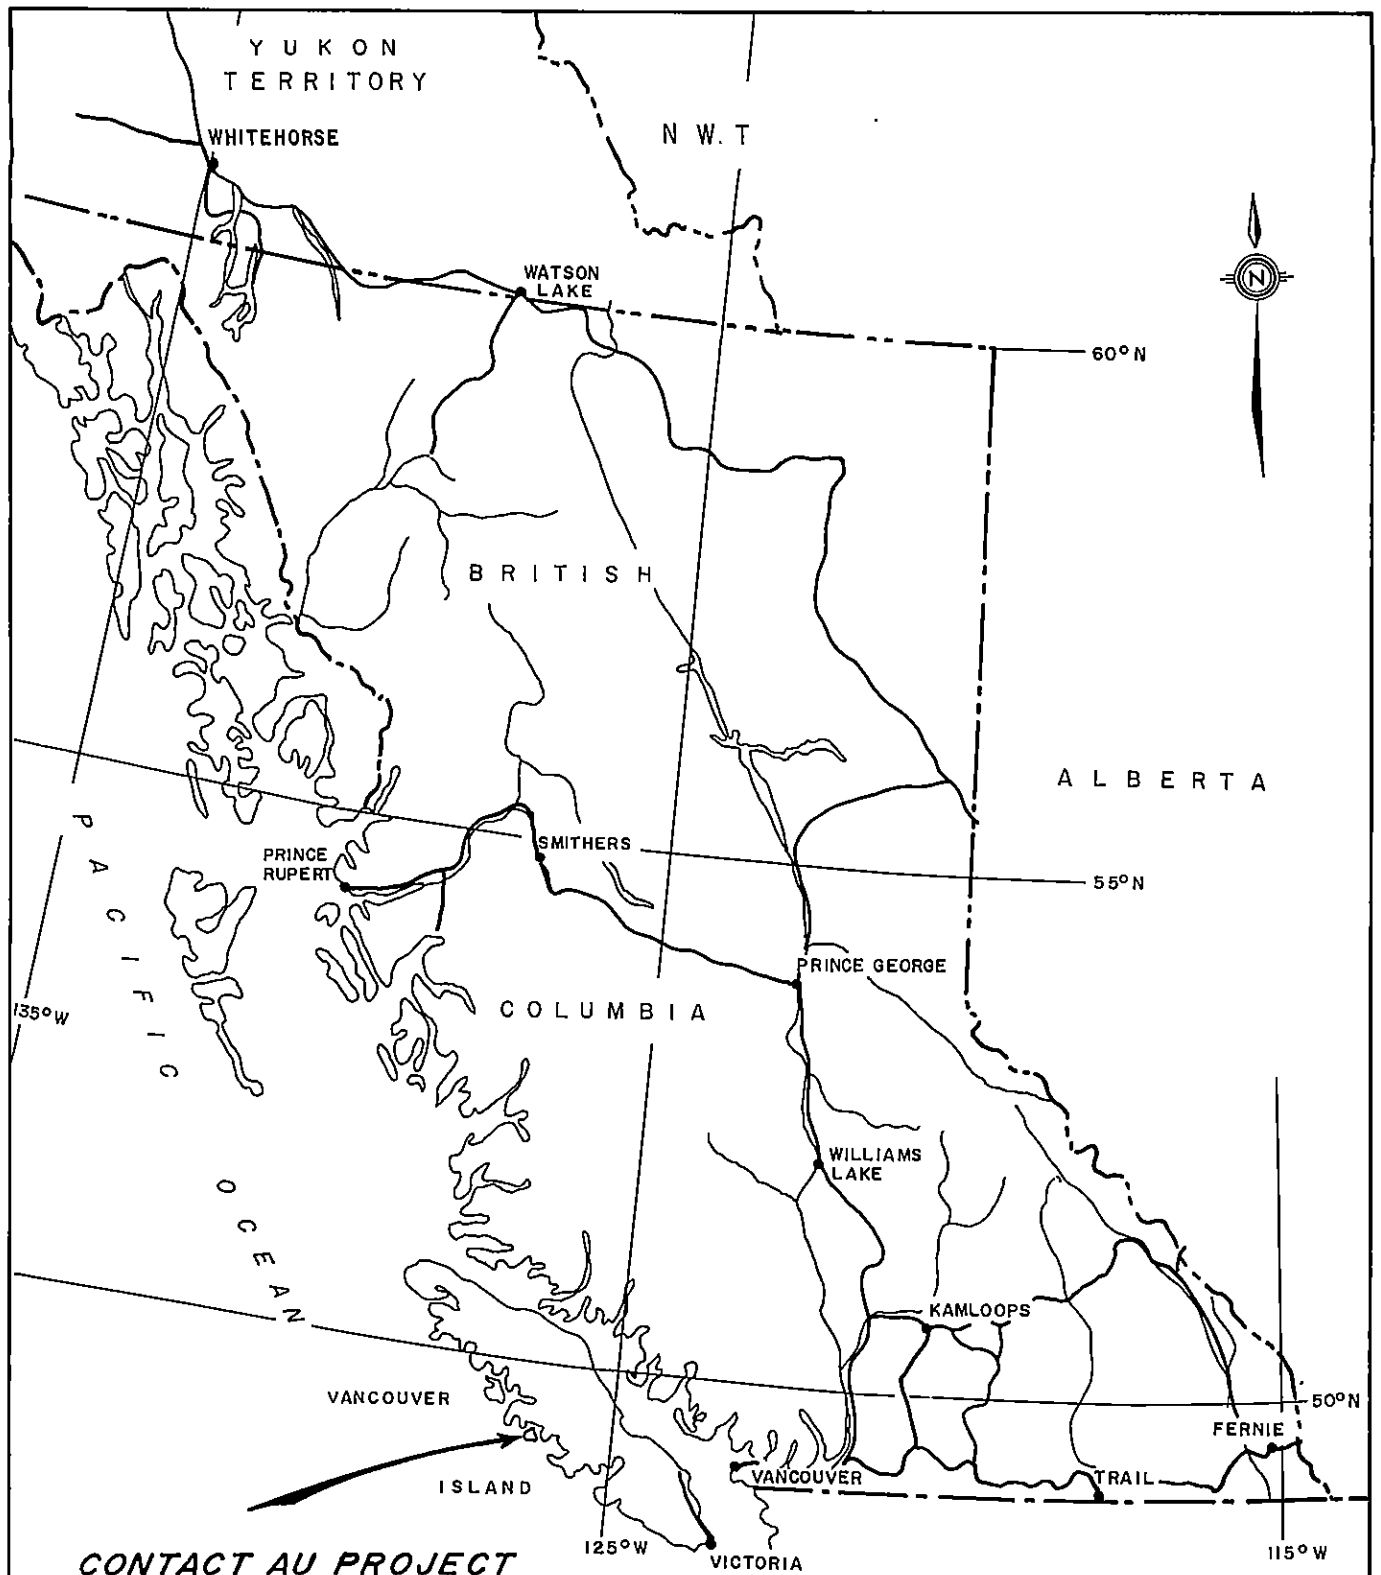 YUKON
TERRITORY
N.W.T
WHITEHORSE
N
WATSON
LAKE
60°N
BRITISH
ALBERTA
PACIFIC
SMITHERS
PRINCE
RUPERT
55°N
PRINCE GEORGE
COLUMBIA
135°W
WILLIAMS
LAKE
OCEAN
KAMLOOPS
VANCOUVER
50°N
FERNIE
ISLAND
VANCOUVER
TRAIL
125°W
VICTORIA
115°W
CONTACT AU PROJECT